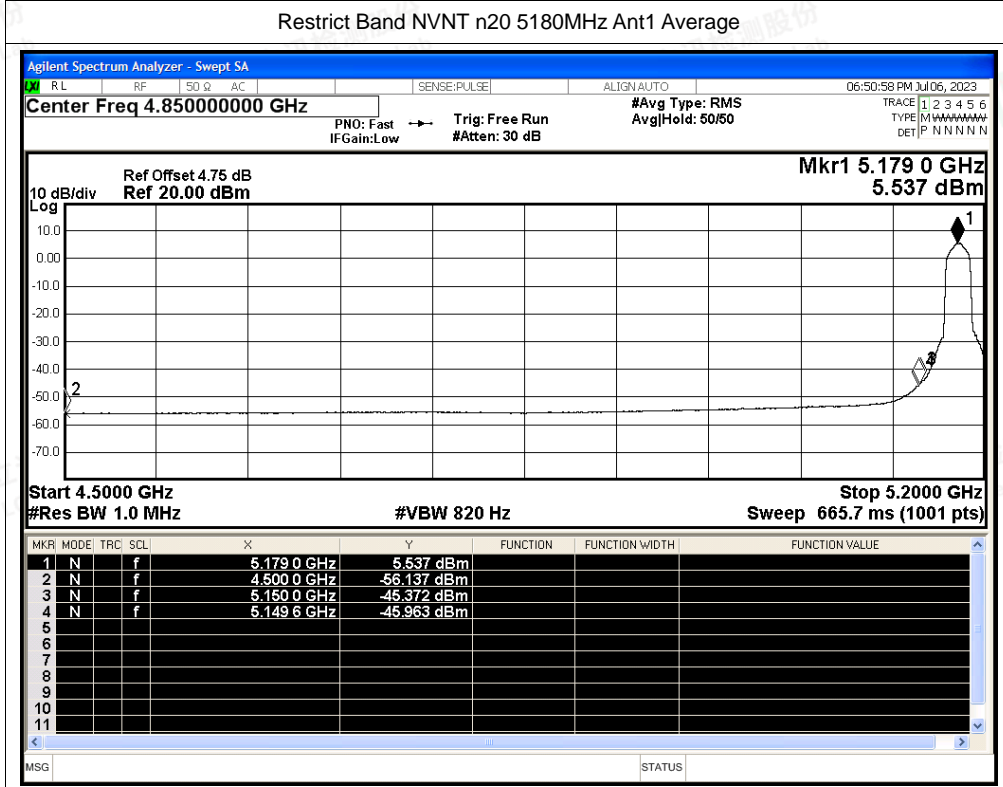 Restrict Band NVNT n20 5180MHz Ant1 Average
Agilent Spectrum Analyzer - Swept SA
LXI RL RF 50 Ω AC SENSE:PULSE ALIGN AUTO 06:50:58 PM Jul 06, 2023
Center Freq 4.850000000 GHz #Avg Type: RMS TRACE 1 2 3 4 5 6
PNO: Fast Trig: Free Run Avg|Hold: 50/50 TYPE M WWWWW
IFGain:Low #Atten: 30 dB DET P N N N N N
Mkr1 5.179 0 GHz
Ref Offset 4.75 dB
10 dB/div Ref 20.00 dBm 5.537 dBm
Log
1
10.0
0.00
-10.0
-20.0
-30.0
-40.0
-50.0 2
-60.0
-70.0
Start 4.5000 GHz Stop 5.2000 GHz
#Res BW 1.0 MHz #VBW 820 Hz Sweep 665.7 ms (1001 pts)
MKR MODE TRC SCL X Y FUNCTION FUNCTION WIDTH FUNCTION VALUE
1 N f 5.179 0 GHz 5.537 dBm
2 N f 4.500 0 GHz -56.137 dBm
3 N f 5.150 0 GHz -45.372 dBm
4 N f 5.149 6 GHz -45.963 dBm
5
6
7
8
9
10
11
MSG STATUS